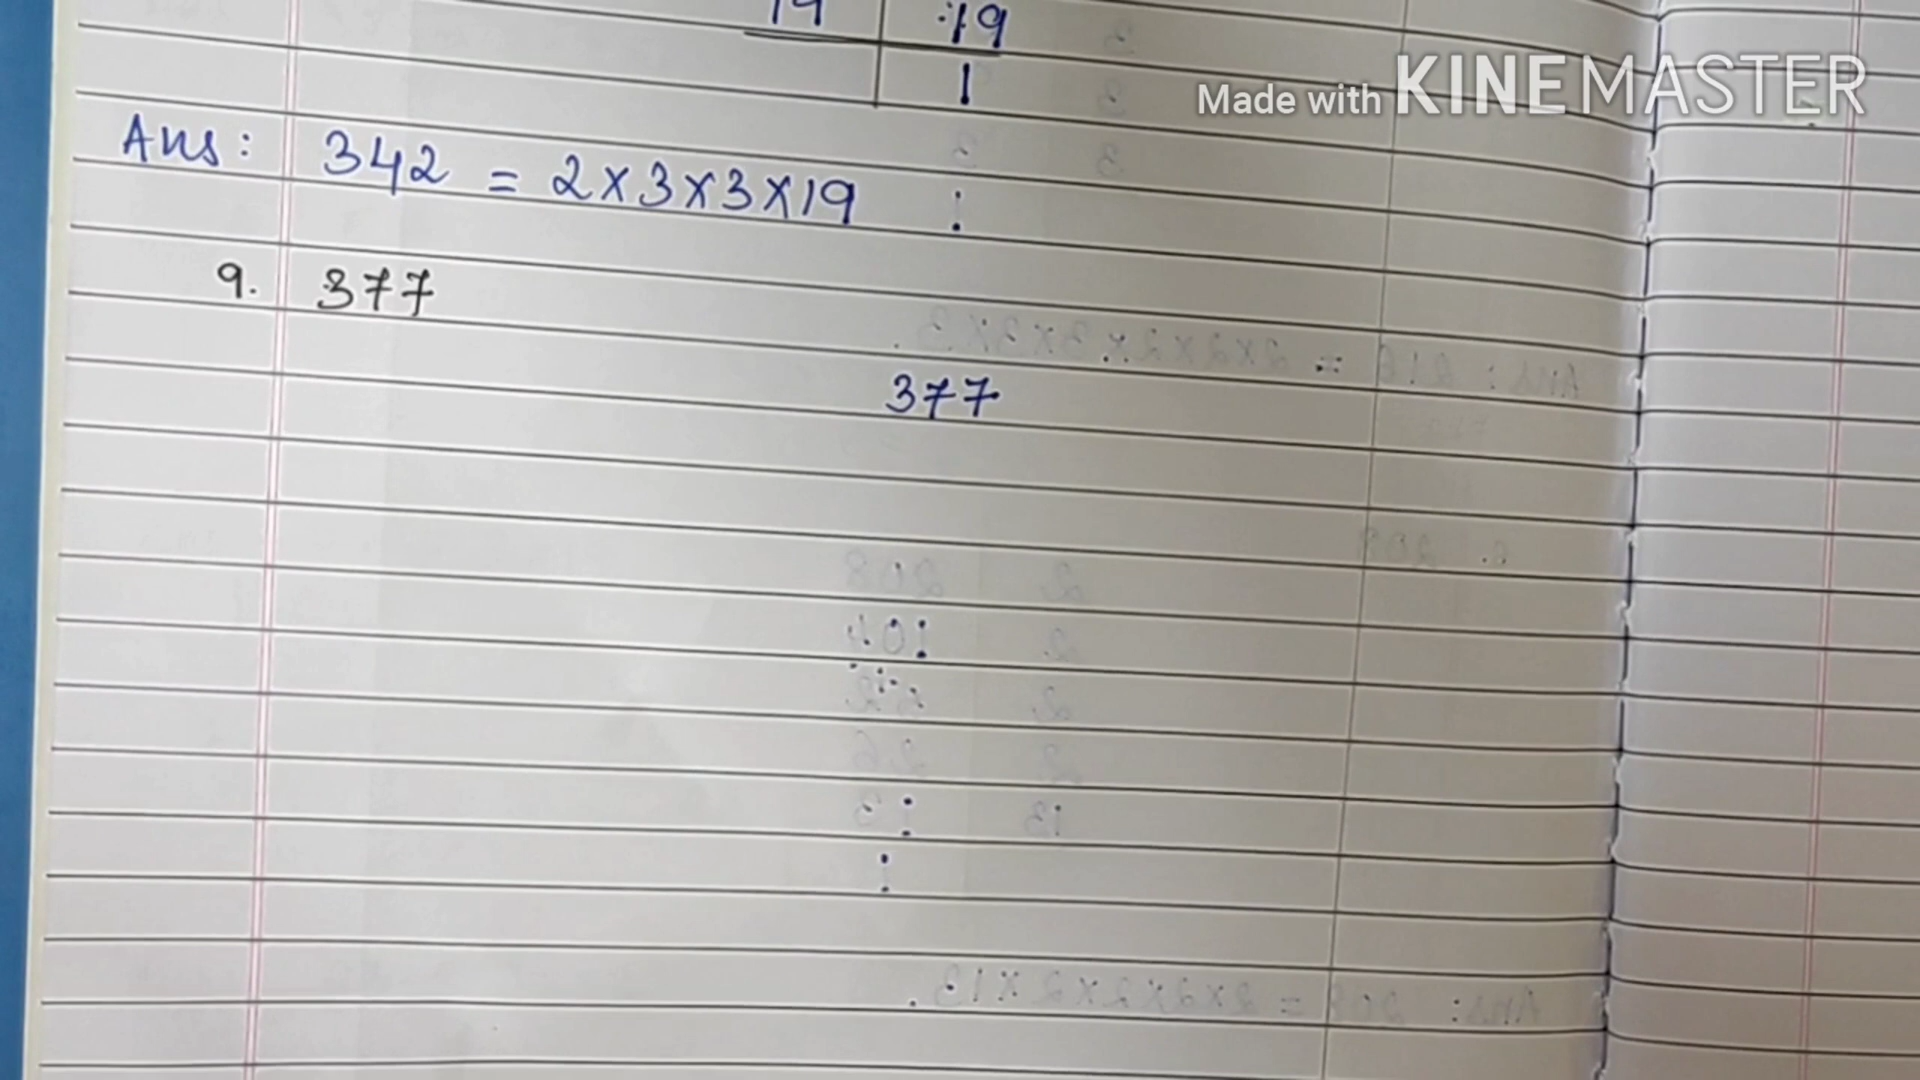 19 19
1
Made with KINEMASTER
Ans: 342 = 2×3×3×19
9. 377
377